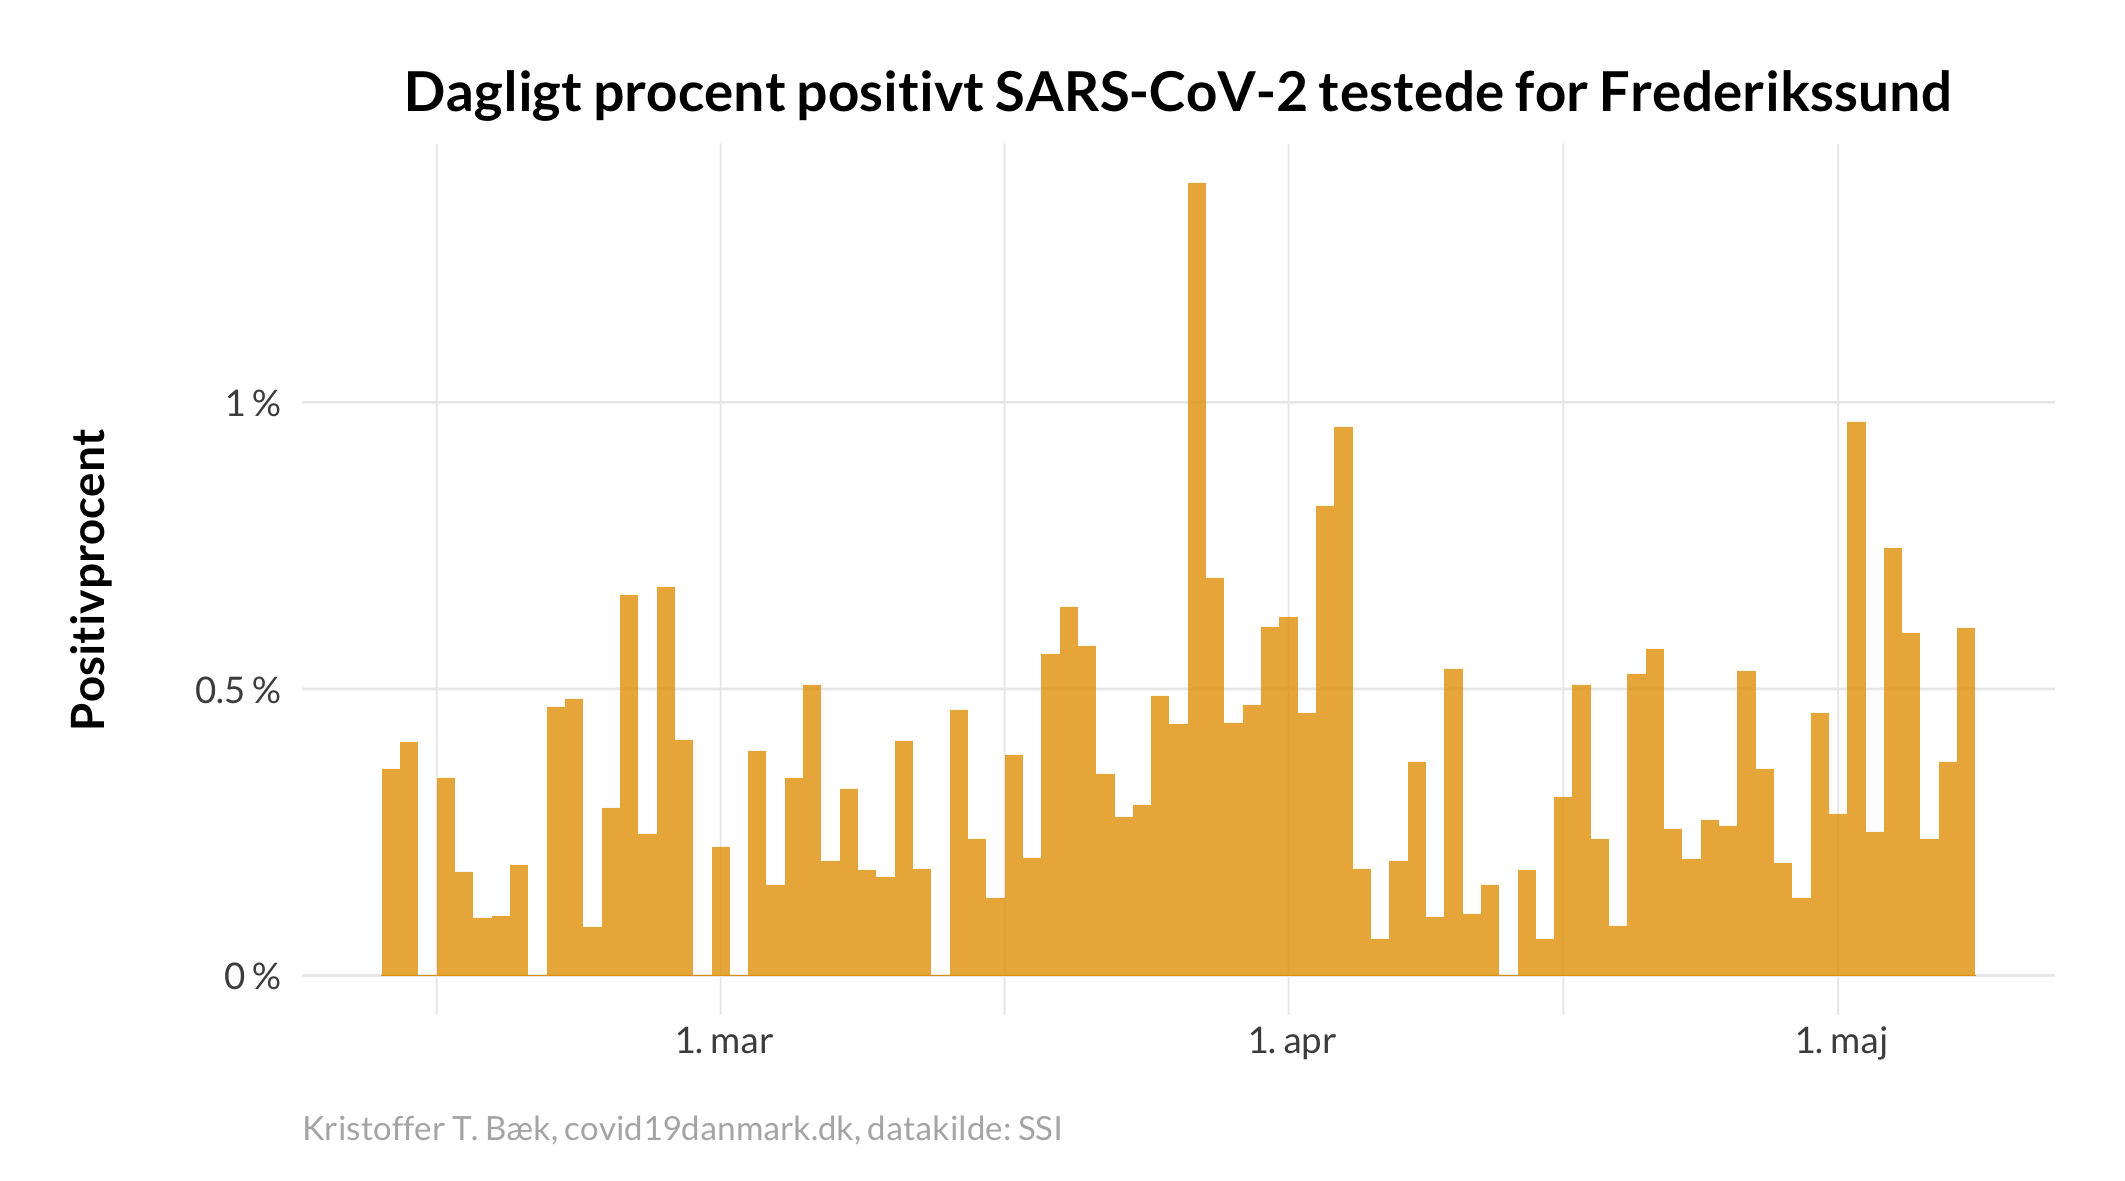 Dagligt procent positivt SARS-CoV-2 testede for Frederikssund
Positivprocent
1 %
0.5 %
0 %
1. mar
1. apr
1. maj
Kristoffer T. Bæk, covid19danmark.dk, datakilde: SSI